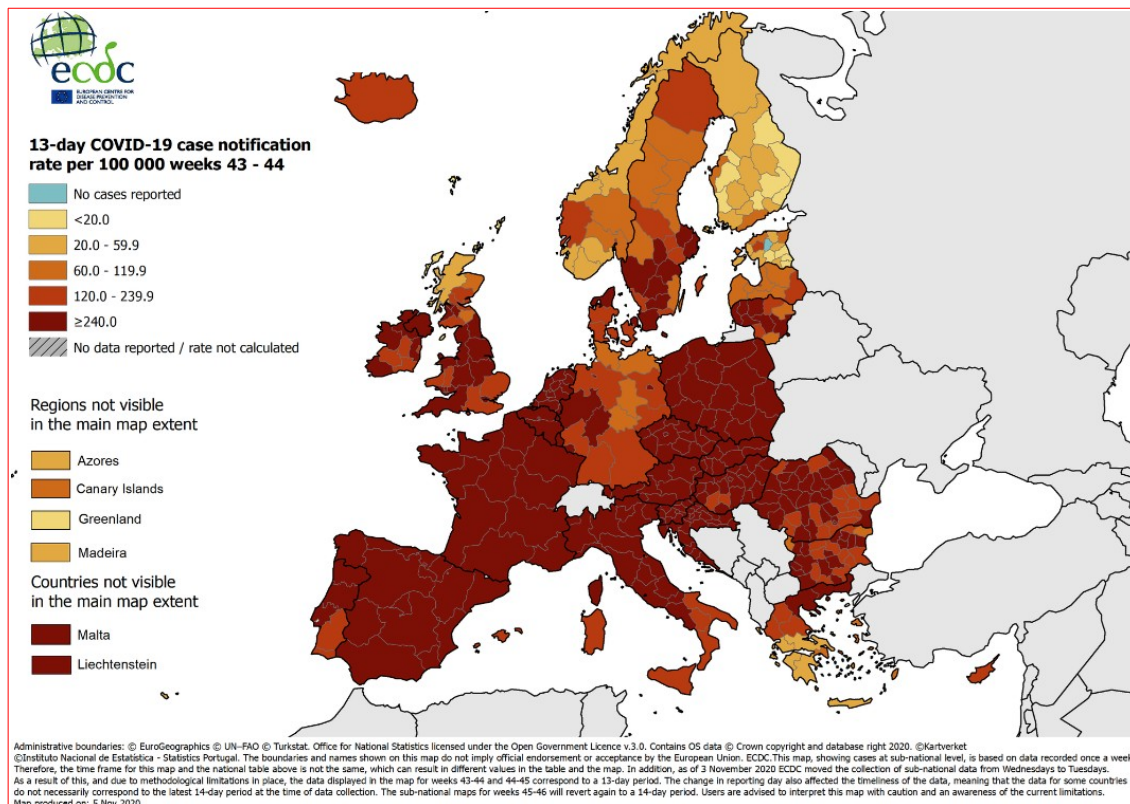 ecdc
EUROPEAN CENTRE FOR
DISEASE PREVENTION
AND CONTROL
13-day COVID-19 case notification
rate per 100 000 weeks 43 - 44
No cases reported
<20.0
20.0 - 59.9
60.0 - 119.9
120.0 - 239.9
≥240.0
No data reported / rate not calculated
Regions not visible
in the main map extent
Azores
Canary Islands
Greenland
Madeira
Countries not visible
in the main map extent
Malta
Liechtenstein
Administrative boundaries: © EuroGeographics © UN–FAO © Turkstat. Office for National Statistics licensed under the Open Government Licence v.3.0. Contains OS data © Crown copyright and database right 2020. ©Kartverket
©Instituto Nacional de Estatística - Statistics Portugal. The boundaries and names shown on this map do not imply official endorsement or acceptance by the European Union. ECDC.This map, showing cases at sub-national level, is based on data recorded once a week.
Therefore, the time frame for this map and the national table above is not the same, which can result in different values in the table and the map. In addition, as of 3 November 2020 ECDC moved the collection of sub-national data from Wednesdays to Tuesdays.
As a result of this, and due to methodological limitations in place, the data displayed in the map for weeks 43-44 and 44-45 correspond to a 13-day period. The change in reporting day also affected the timeliness of the data, meaning that the data for some countries
do not necessarily correspond to the latest 14-day period at the time of data collection. The sub-national maps for weeks 45-46 will revert again to a 14-day period. Users are advised to interpret this map with caution and an awareness of the current limitations.
Map produced on: 5 Nov 2020